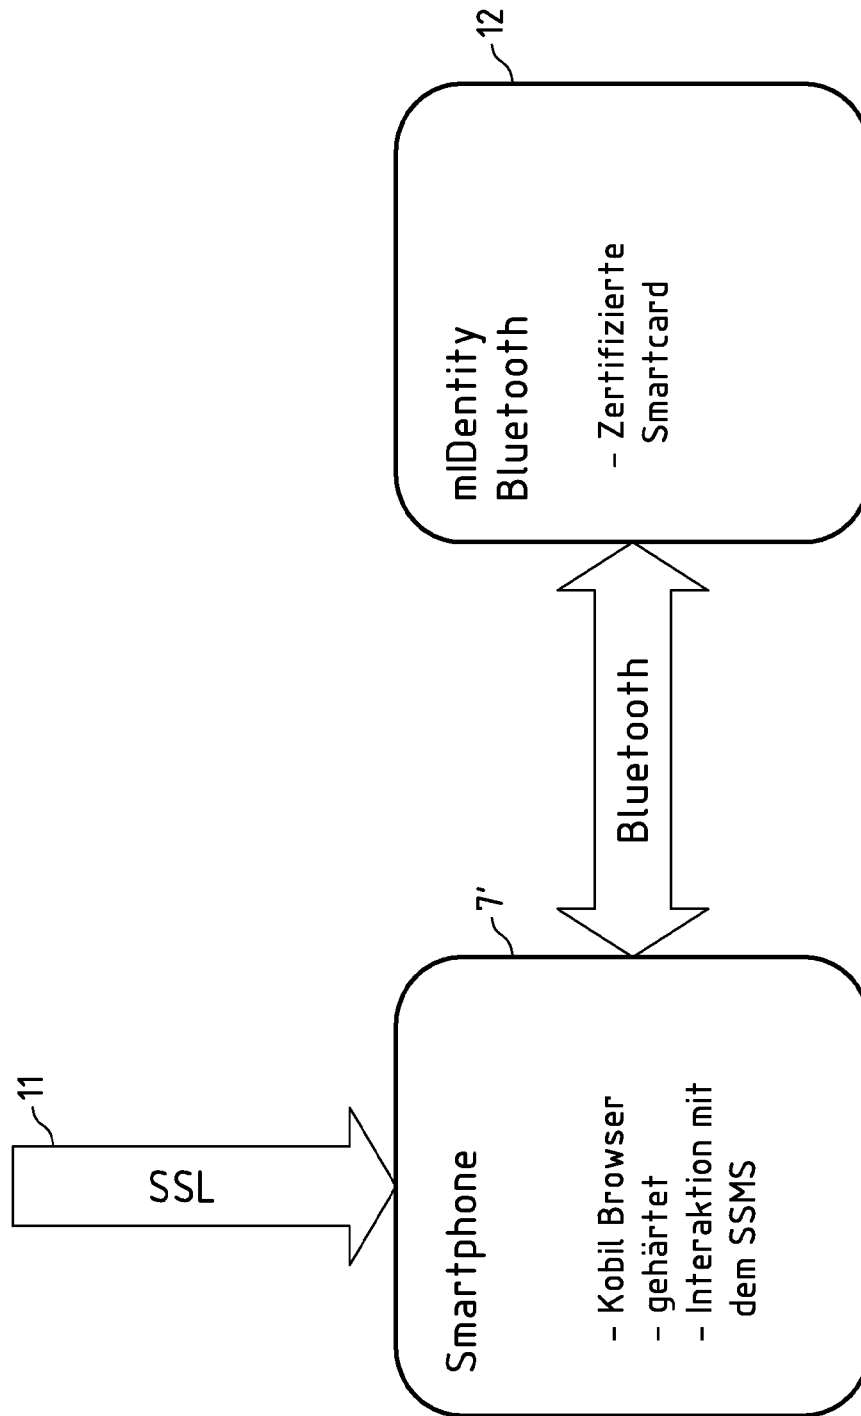 11
SSL
7'
Smartphone
- Kobil Browser
- gehärtet
- Interaktion mit
dem SSMS
Bluetooth
12
mIDentity
Bluetooth
- Zertifizierte
Smartcard